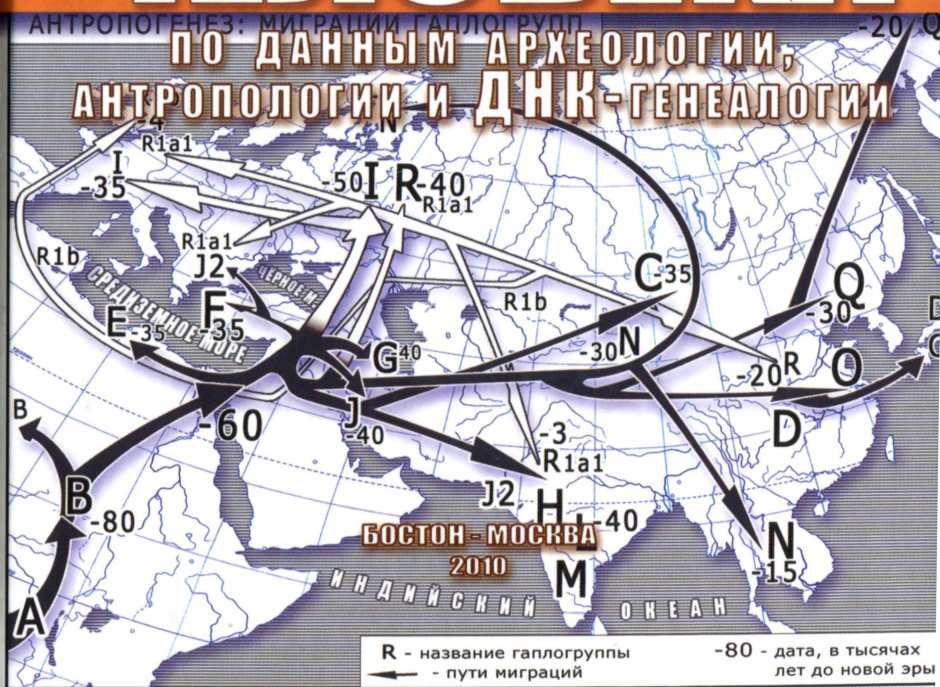 АНТРОПОГЕНЕЗ: МИГРАЦИИ ГАПЛОГРУПП
ПО ДАННЫМ АРХЕОЛОГИИ,
АНТРОПОЛОГИИ И ДНК-ГЕНЕАЛОГИИ
-20 Q
-4
N
R1a1
I
-35
-50 I R -40
R1a1
R1a1
J2
R1b
СРЕДИЗЕМНОЕ МОРЕ
F
-35
E -35
G 40
R1b
C -35
-30 N
Q
-30
-20 R
O
D
-60
J
-40
B
B
-80
A
-3
R1a1
J2
H
L -40
M
N
-15
БОСТОН - МОСКВА
2010
ИНДИЙСКИЙ ОКЕАН
R - название гаплогруппы
- пути миграций
-80 - дата, в тысячах
лет до новой эры